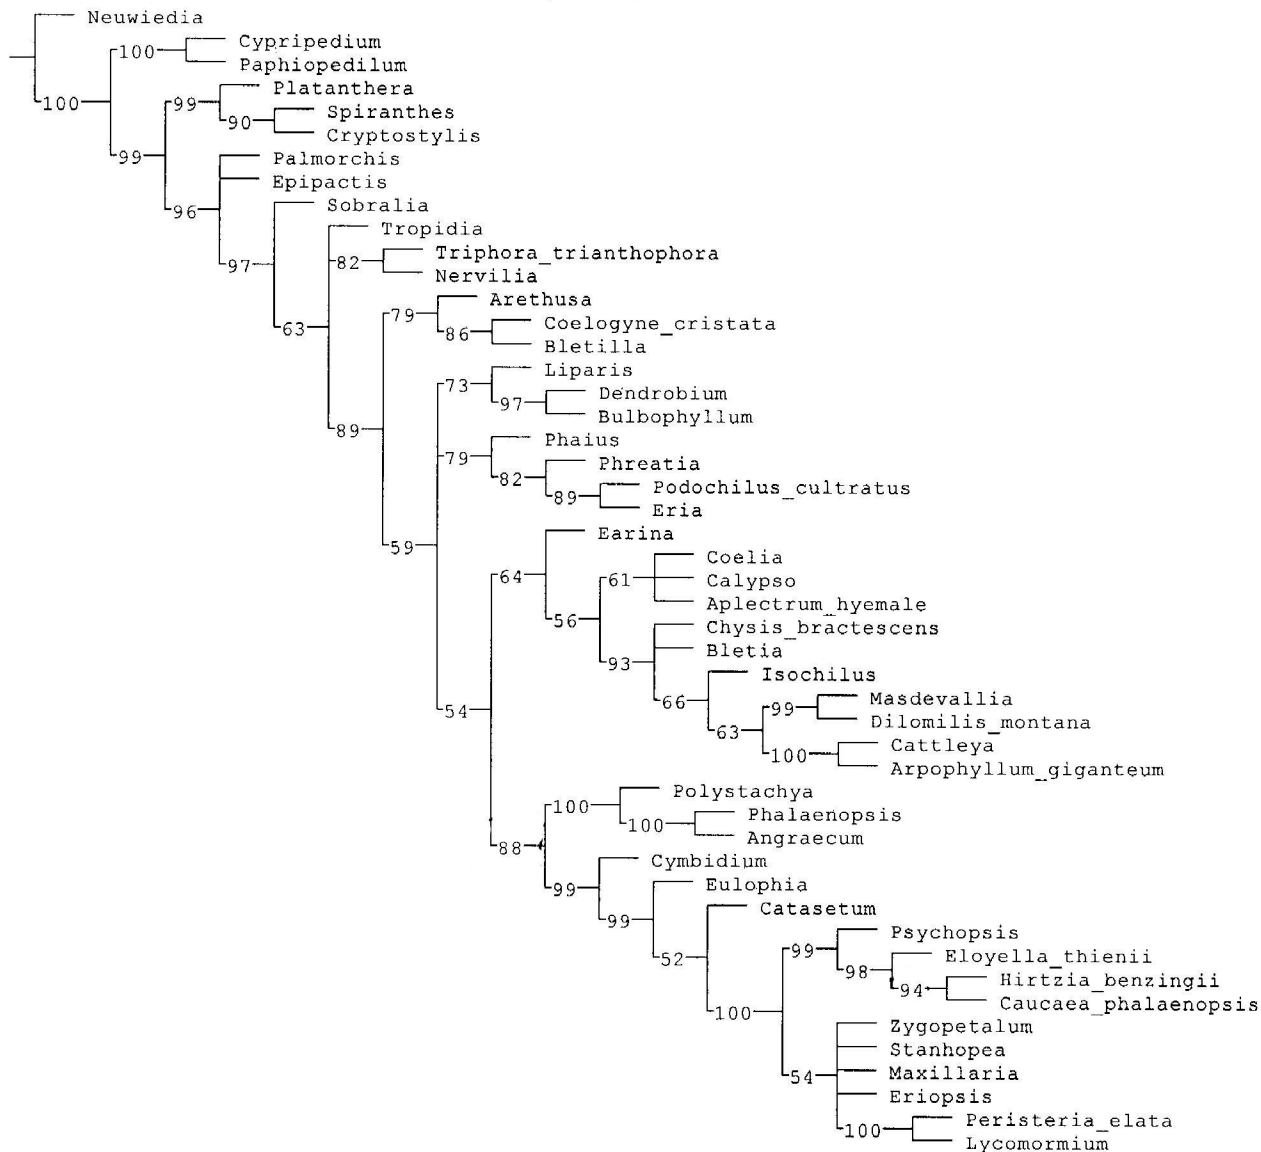 Neuwiedia
100 Cypripedium
Paphiopedilum
Platanthera
100 99
Spiranthes
90
Cryptostylis
99 Palmorchis
Epipactis
96 Sobralia
Tropidia
Triphora_trianthophora
97 82
Nervilia
Arethusa
79
63 Coelogyne_cristata
86
Bletilla
Liparis
73 Dendrobium
97
Bulbophyllum
89 Phaius
79 Phreatia
82 Podochilus_cultratus
89
Eria
Earina
59
Coelia
64 61 Calypso
Aplectrum_hyemale
56 Chysis_bractescens
Bletia
93 Isochilus
66 Masdevallia
99
54 Dilomilis_montana
63 Cattleya
100
Arpophyllum_giganteum
Polystachya
100 Phalaenopsis
100
Angraecum
88 Cymbidium
Eulophia
99 Catasetum
99 Psychopsis
99 Eloyella_thienii
52 98 Hirtzia_benzingii
94
Caucaea_phalaenopsis
100 Zygopetalum
Stanhopea
Maxillaria
54
Eriopsis
Peristeria_elata
100
Lycomormium